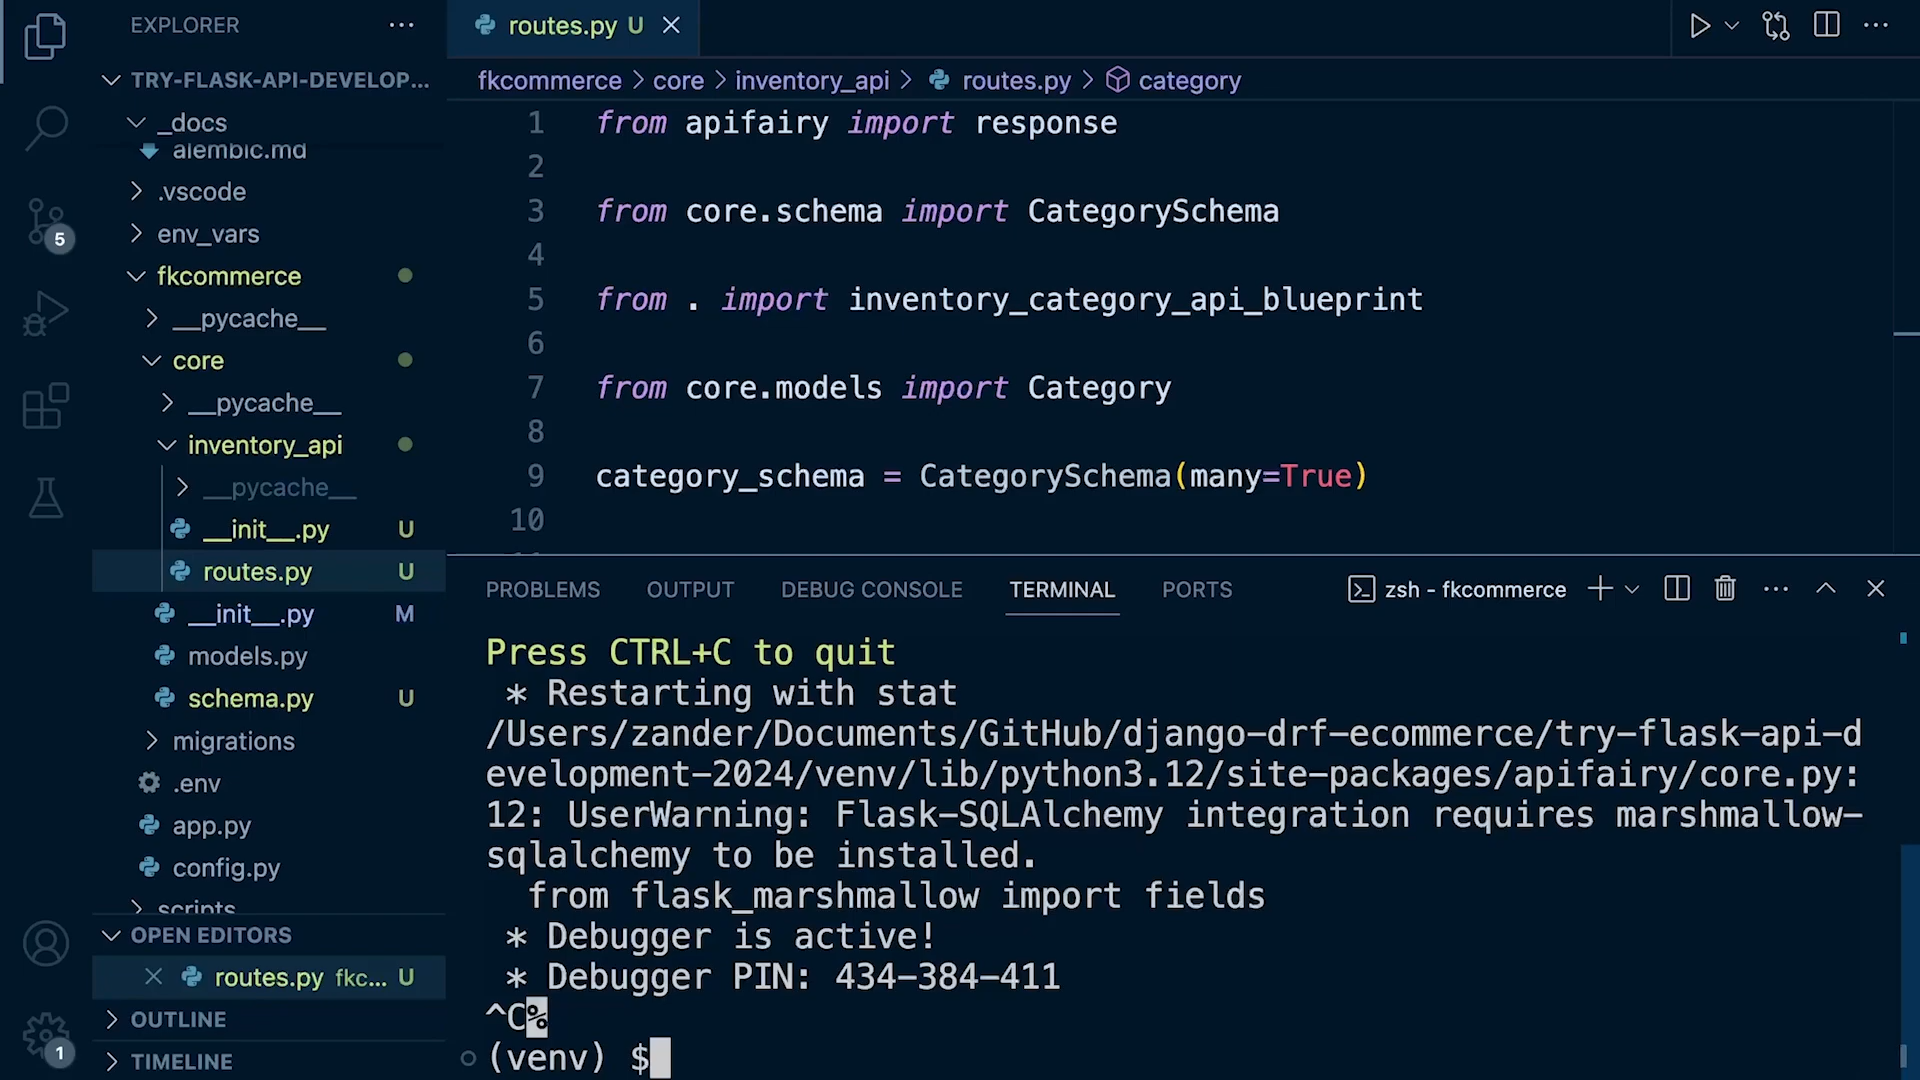 EXPLORER
TRY-FLASK-API-DEVELOP...
_docs
alembic.md
.vscode
env_vars
fkcommerce
__pycache__
core
__pycache__
inventory_api
__pycache__
__init__.py U
routes.py U
__init__.py M
models.py
schema.py U
migrations
.env
app.py
config.py
scripts
OPEN EDITORS
routes.py fkc... U
OUTLINE
TIMELINE
5
1
routes.py U
fkcommerce > core > inventory_api > routes.py > category
1 from apifairy import response
2
3 from core.schema import CategorySchema
4
5 from . import inventory_category_api_blueprint
6
7 from core.models import Category
8
9 category_schema = CategorySchema(many=True)
10
PROBLEMS OUTPUT DEBUG CONSOLE TERMINAL PORTS zsh - fkcommerce
Press CTRL+C to quit
* Restarting with stat
/Users/zander/Documents/GitHub/django-drf-ecommerce/try-flask-api-d
evelopment-2024/venv/lib/python3.12/site-packages/apifairy/core.py:
12: UserWarning: Flask-SQLAlchemy integration requires marshmallow-
sqlalchemy to be installed.
from flask_marshmallow import fields
* Debugger is active!
* Debugger PIN: 434-384-411
^C%
(venv) $